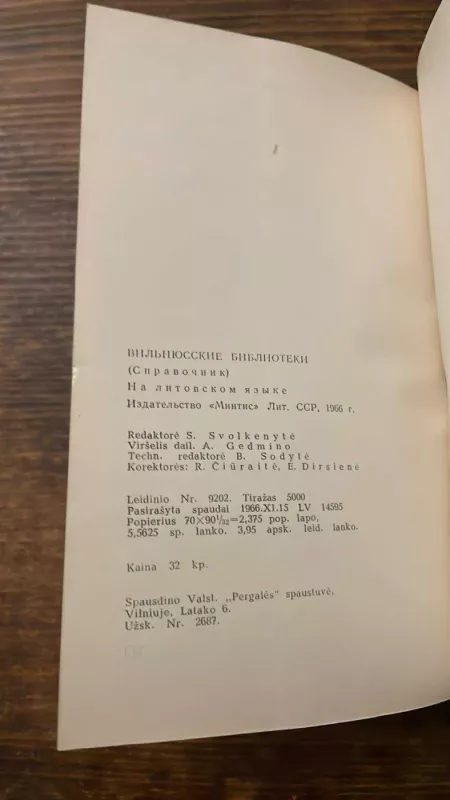 ВИЛЬНЮССКИЕ БИБЛИОТЕКИ
(Справочник)
На литовском языке
Издательство «Минтис» Лит. ССР, 1966 г.
Redaktorė S. Svolkenytė
Viršelis dail. A. Gedmino
Techn. redaktorė B. Sodytė
Korektorės: R. Čiūraitė, E. Dirsienė
Leidinio Nr. 9202. Tiražas 5000
Pasirašyta spaudai 1966.XI.15 LV 14595
Popierius 70×90¹/₃₂=2,375 pop. lapo,
5,5625 sp. lanko. 3,95 apsk. leid. lanko.
Kaina 32 kp.
Spausdino Valst. „Pergalės" spaustuvė,
Vilniuje, Latako 6.
Užsk. Nr. 2687.